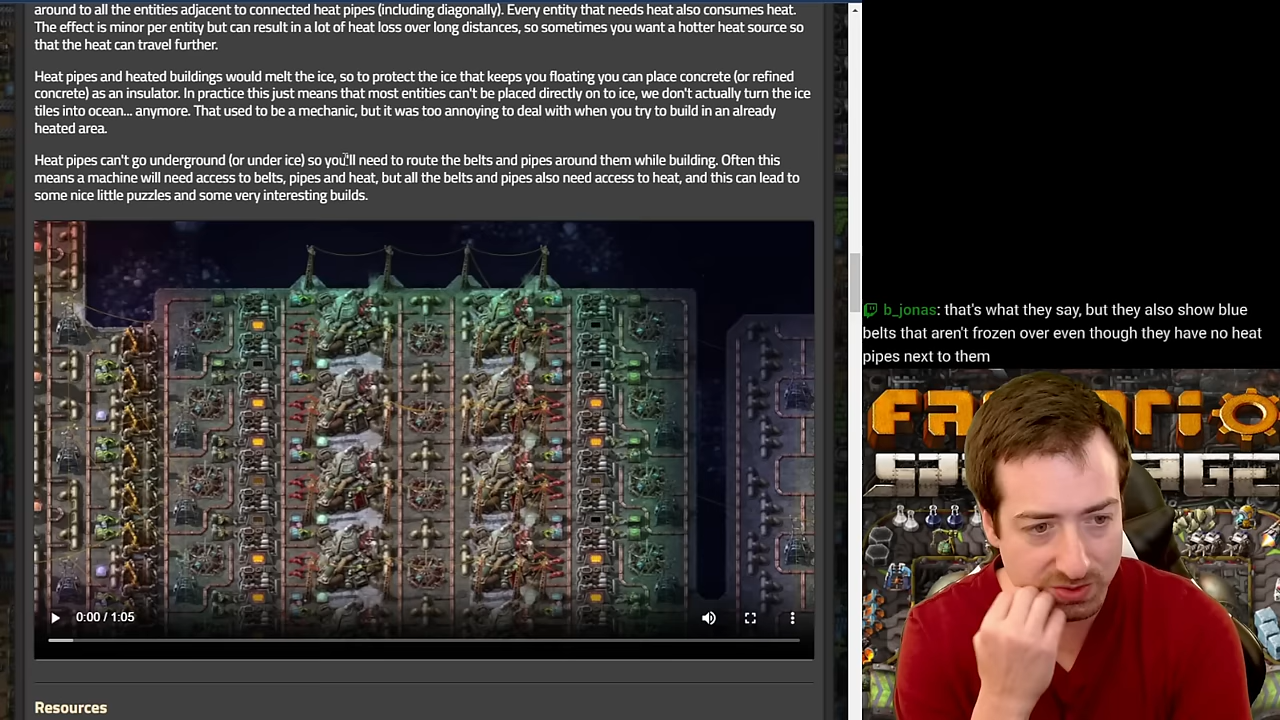 around to all the entities adjacent to connected heat pipes (including diagonally). Every entity that needs heat also consumes heat.
The effect is minor per entity but can result in a lot of heat loss over long distances, so sometimes you want a hotter heat source so
that the heat can travel further.
Heat pipes and heated buildings would melt the ice, so to protect the ice that keeps you floating you can place concrete (or refined
concrete) as an insulator. In practice this just means that most entities can't be placed directly on to ice, we don't actually turn the ice
tiles into ocean... anymore. That used to be a mechanic, but it was too annoying to deal with when you try to build in an already
heated area.
Heat pipes can't go underground (or under ice) so you'll need to route the belts and pipes around them while building. Often this
means a machine will need access to belts, pipes and heat, but all the belts and pipes also need access to heat, and this can lead to
some nice little puzzles and some very interesting builds.
0:00 / 1:05
Resources
b_jonas: that's what they say, but they also show blue
belts that aren't frozen over even though they have no heat
pipes next to them